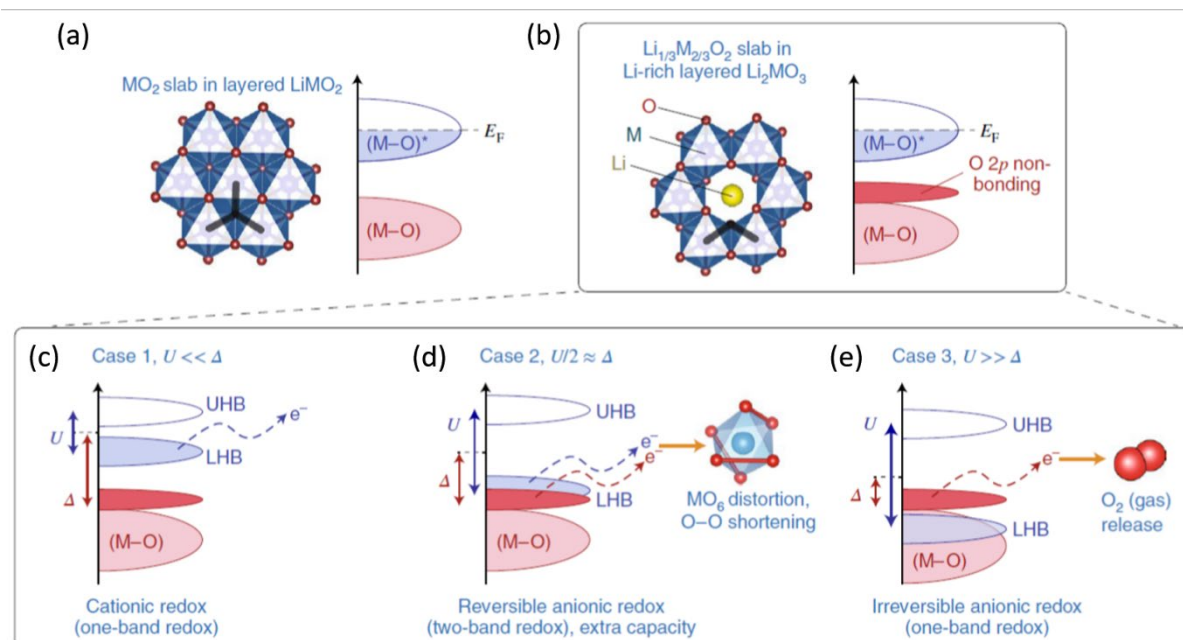 (a)
MO₂ slab in layered LiMO₂
(M–O)*
E_F
(M–O)
(b)
Li₁/₃M₂/₃O₂ slab in
Li-rich layered Li₂MO₃
O
M
Li
(M–O)*
E_F
O 2p non-
bonding
(M–O)
(c)
Case 1, U << Δ
UHB
e⁻
U
LHB
Δ
(M–O)
Cationic redox
(one-band redox)
(d)
Case 2, U/2 ≈ Δ
UHB
U
e⁻
e⁻
Δ
LHB
(M–O)
MO₆ distortion,
O–O shortening
Reversible anionic redox
(two-band redox), extra capacity
(e)
Case 3, U >> Δ
UHB
U
e⁻
Δ
LHB
(M–O)
O₂ (gas)
release
Irreversible anionic redox
(one-band redox)